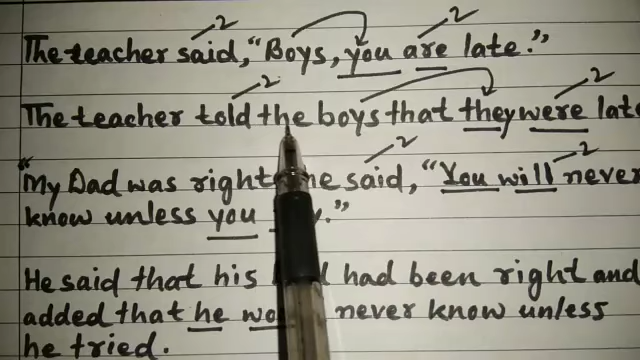 The teacher said, “Boys, you are late.”
The teacher told the boys that they were late
“My Dad was right he said, “You will never
know unless you
He said that his had had been right and
added that he never know unless
he tried.